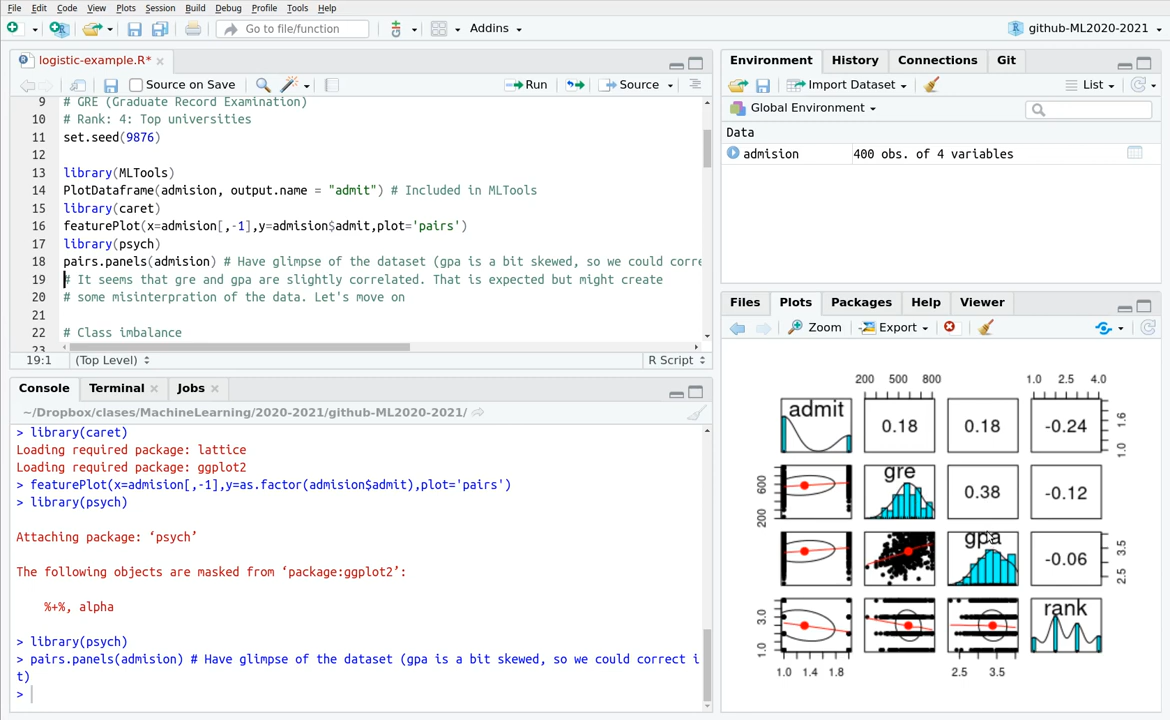 File Edit Code View Plots Session Build Debug Profile Tools Help
Go to file/function Addins github-ML2020-2021
logistic-example.R*
Source on Save Run Source
9 # GRE (Graduate Record Examination)
10 # Rank: 4: Top universities
11 set.seed(9876)
12
13 library(MLTools)
14 PlotDataframe(admision, output.name = "admit") # Included in MLTools
15 library(caret)
16 featurePlot(x=admision[,-1],y=admision$admit,plot='pairs')
17 library(psych)
18 pairs.panels(admision) # Have glimpse of the dataset (gpa is a bit skewed, so we could corre
19 # It seems that gre and gpa are slightly correlated. That is expected but might create
20 # some misinterpration of the data. Let's move on
21
22 # Class imbalance
23
19:1 (Top Level) R Script
Console Terminal Jobs
~/Dropbox/clases/MachineLearning/2020-2021/github-ML2020-2021/
> library(caret)
Loading required package: lattice
Loading required package: ggplot2
> featurePlot(x=admision[,-1],y=as.factor(admision$admit),plot='pairs')
> library(psych)
Attaching package: ‘psych’
The following objects are masked from ‘package:ggplot2’:
%+%, alpha
> library(psych)
> pairs.panels(admision) # Have glimpse of the dataset (gpa is a bit skewed, so we could correct i
t)
>
Environment History Connections Git
Import Dataset List
Global Environment
Data
admision 400 obs. of 4 variables
Files Plots Packages Help Viewer
Zoom Export
200 500 800 1.0 2.5 4.0
admit 0.18 0.18 -0.24 1.0 1.6
200 600 gre 0.38 -0.12
gpa -0.06 2.5 3.5
1.0 3.0 rank
1.0 1.4 1.8 2.5 3.5